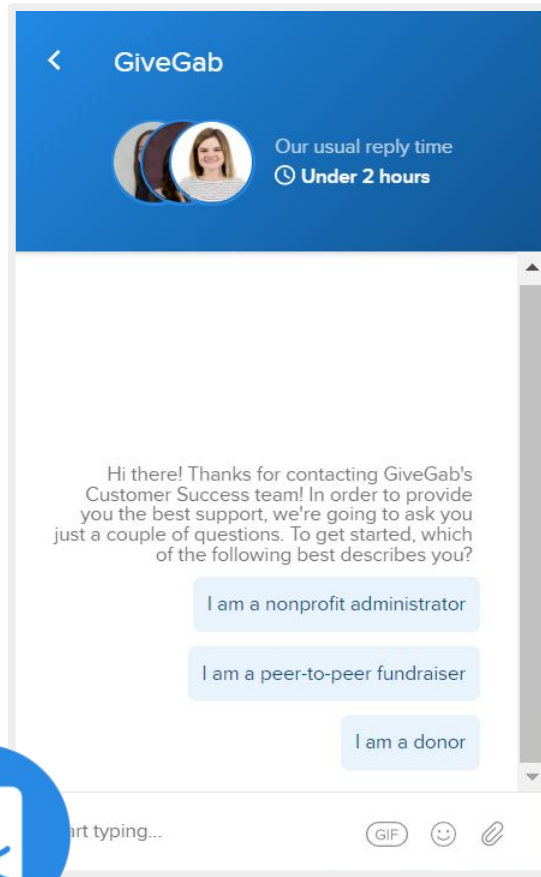 GiveGab
Our usual reply time
Under 2 hours
Hi there! Thanks for contacting GiveGab's
Customer Success team! In order to provide
you the best support, we're going to ask you
just a couple of questions. To get started, which
of the following best describes you?
I am a nonprofit administrator
I am a peer-to-peer fundraiser
I am a donor
art typing...
GIF